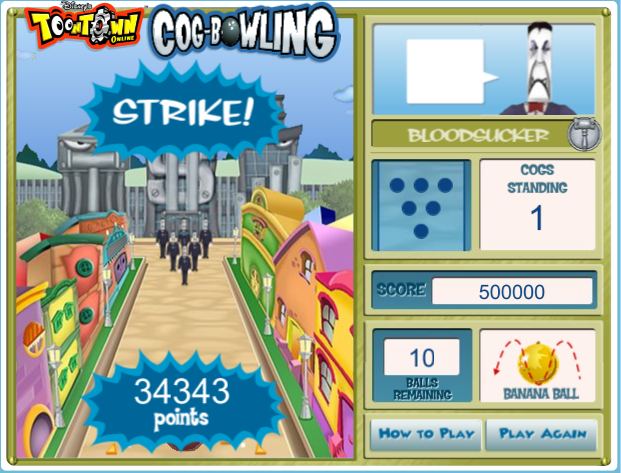 Disney's
TOONTOWN
ONLINE
COG-BOWLING
STRIKE!
34343
points
BLOODSUCKER
COGS
STANDING
1
SCORE 500000
10
BALLS
REMAINING
BANANA BALL
HOW TO PLAY
PLAY AGAIN